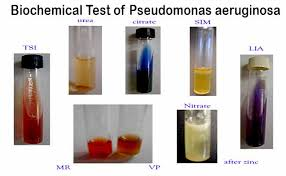 Biochemical Test of Pseudomonas aeruginosa
urea
citrate
SIM
TSI
LIA
Nitrate
MR
VP
after zinc